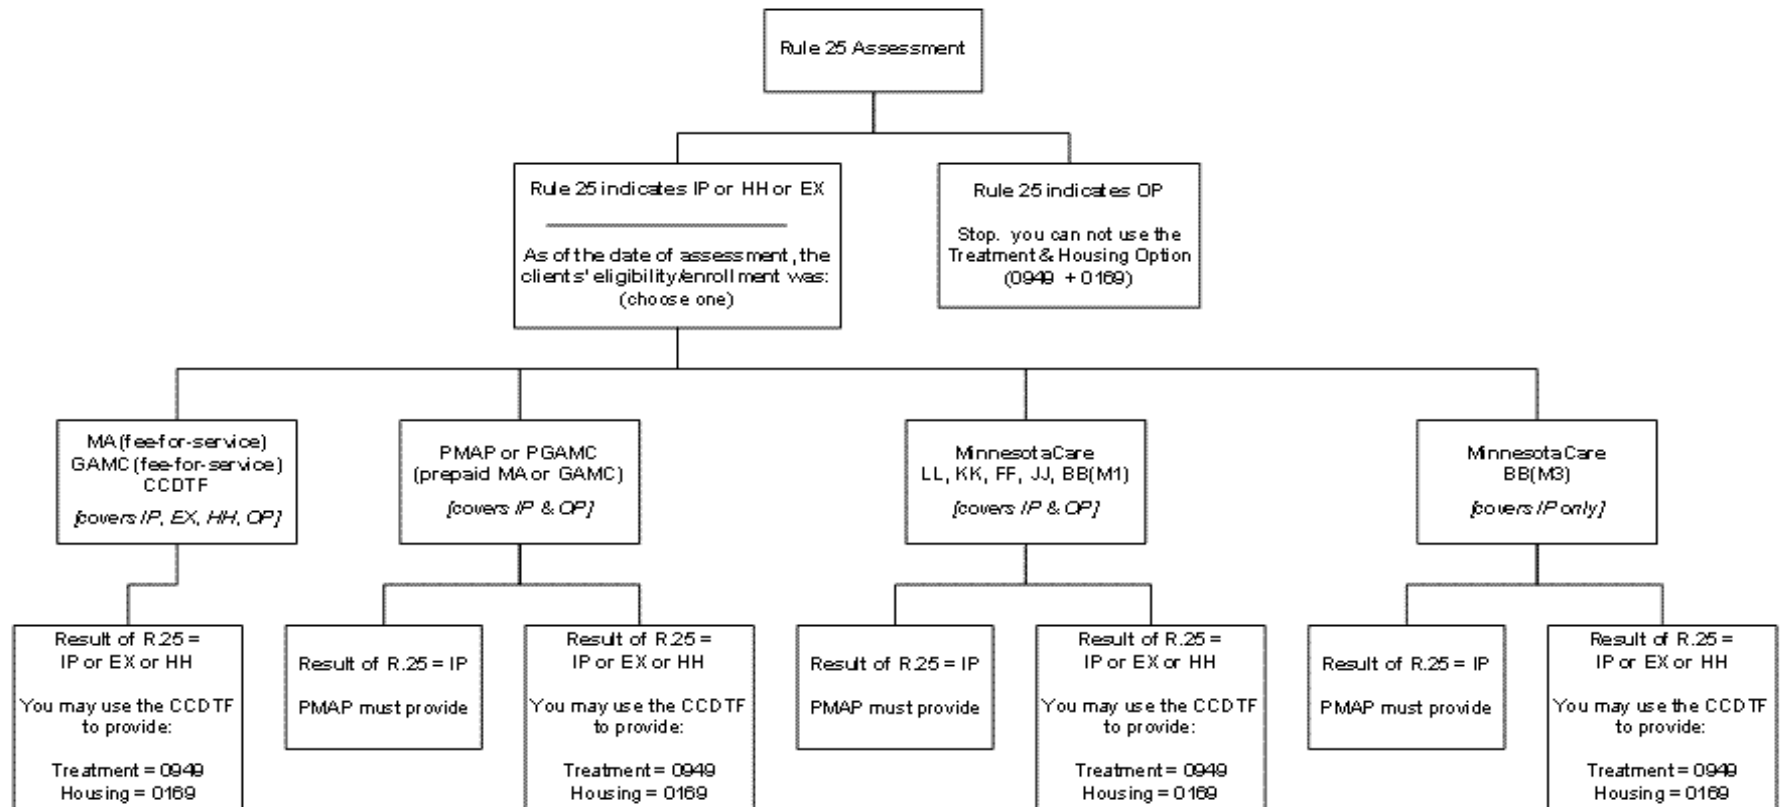 Rule 25 Assessment
Rule 25 indicates IP or HH or EX
As of the date of assessment, the
clients' eligibility/enrollment was:
(choose one)
Rule 25 indicates OP
Stop. you can not use the
Treatment & Housing Option
(0949 + 0169)
MA (fee-for-service)
GAMC (fee-for-service)
CCDTF
[covers IP, EX, HH, OP]
PMAP or PGAMC
(prepaid MA or GAMC)
[covers IP & OP]
MinnesotaCare
LL, KK, FF, JJ, BB(M1)
[covers IP & OP]
MinnesotaCare
BB(M3)
[covers IP only]
Result of R.25 =
IP or EX or HH
You may use the CCDTF
to provide:
Treatment = 0949
Housing = 0169
Result of R.25 = IP
PMAP must provide
Result of R.25 =
IP or EX or HH
You may use the CCDTF
to provide:
Treatment = 0949
Housing = 0169
Result of R.25 = IP
PMAP must provide
Result of R.25 =
IP or EX or HH
You may use the CCDTF
to provide:
Treatment = 0949
Housing = 0169
Result of R.25 = IP
PMAP must provide
Result of R.25 =
IP or EX or HH
You may use the CCDTF
to provide:
Treatment = 0949
Housing = 0169